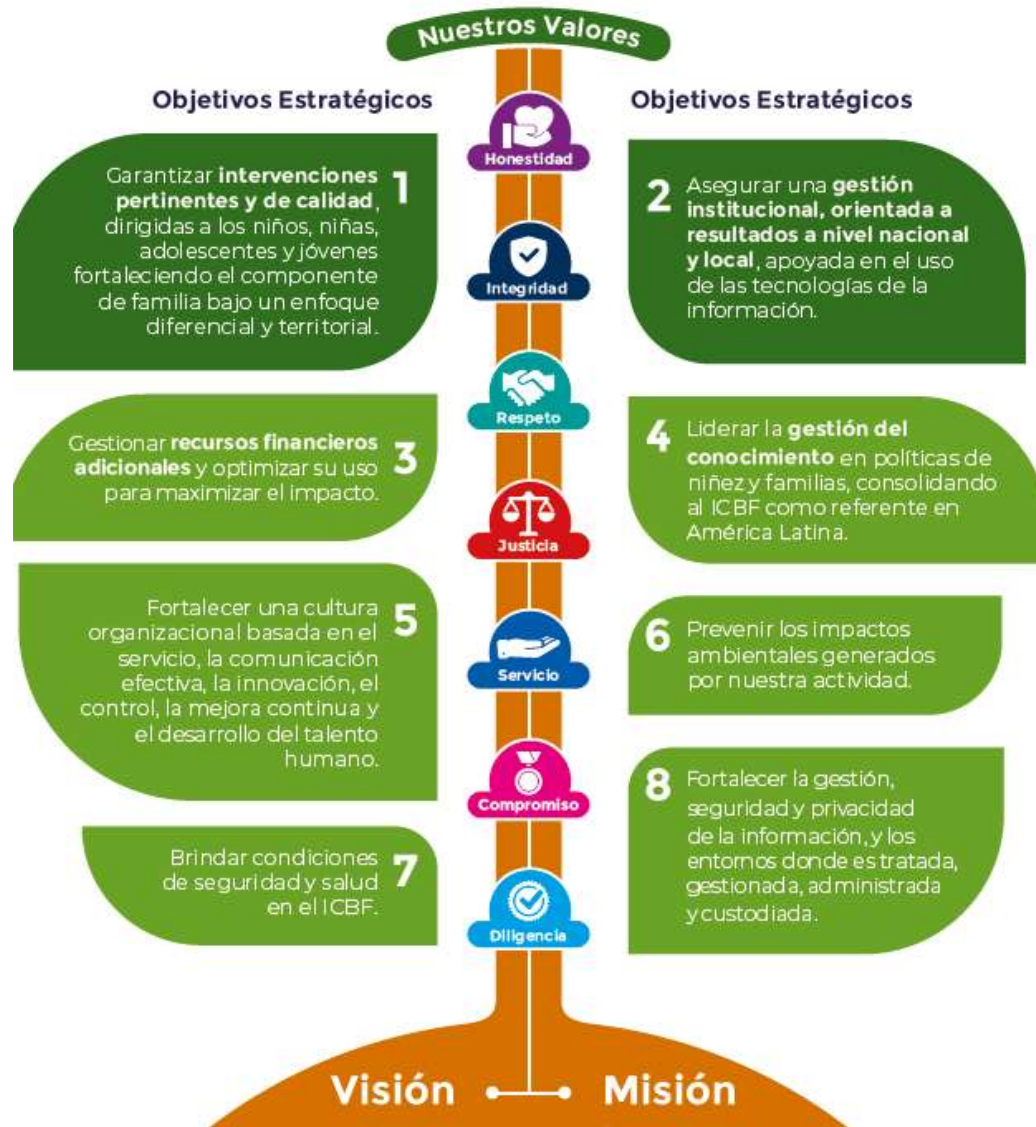 Nuestros Valores
Objetivos Estratégicos
Objetivos Estratégicos
Honestidad
1
Garantizar intervenciones
pertinentes y de calidad,
dirigidas a los niños, niñas,
adolescentes y jóvenes
fortaleciendo el componente
de familia bajo un enfoque
diferencial y territorial.
2
Asegurar una gestión
institucional, orientada a
resultados a nivel nacional
y local, apoyada en el uso
de las tecnologías de la
información.
Integridad
Respeto
3
Gestionar recursos financieros
adicionales y optimizar su uso
para maximizar el impacto.
4
Liderar la gestión del
conocimiento en políticas de
niñez y familias, consolidando
al ICBF como referente en
América Latina.
Justicia
5
Fortalecer una cultura
organizacional basada en el
servicio, la comunicación
efectiva, la innovación, el
control, la mejora continua y
el desarrollo del talento
humano.
6
Prevenir los impactos
ambientales generados
por nuestra actividad.
Servicio
Compromiso
7
Brindar condiciones
de seguridad y salud
en el ICBF.
8
Fortalecer la gestión,
seguridad y privacidad
de la información, y los
entornos donde es tratada,
gestionada, administrada
y custodiada.
Diligencia
Visión
Misión